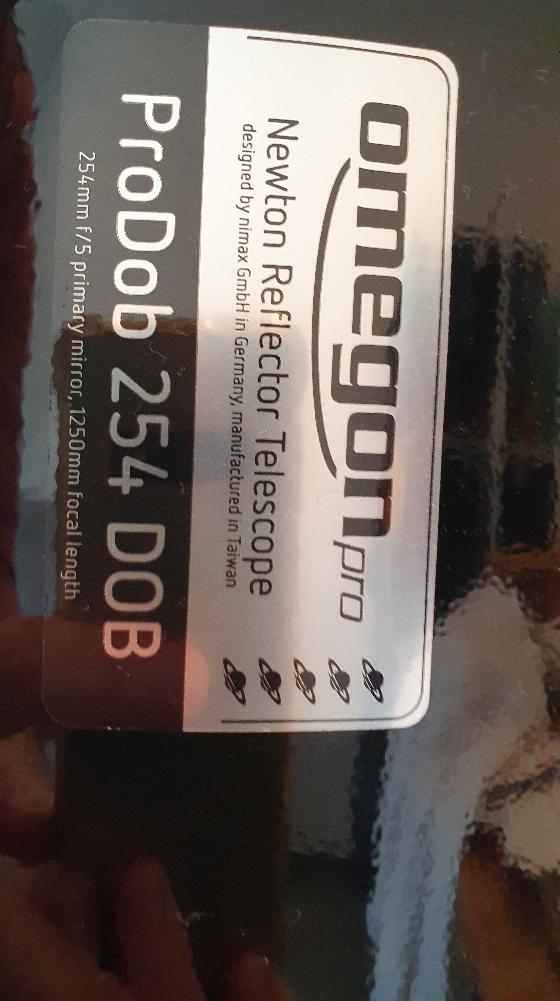 omegon pro
Newton Reflector Telescope
designed by nimax GmbH in Germany, manufactured in Taiwan
ProDob 254 DOB
254mm f/5 primary mirror, 1250mm focal length